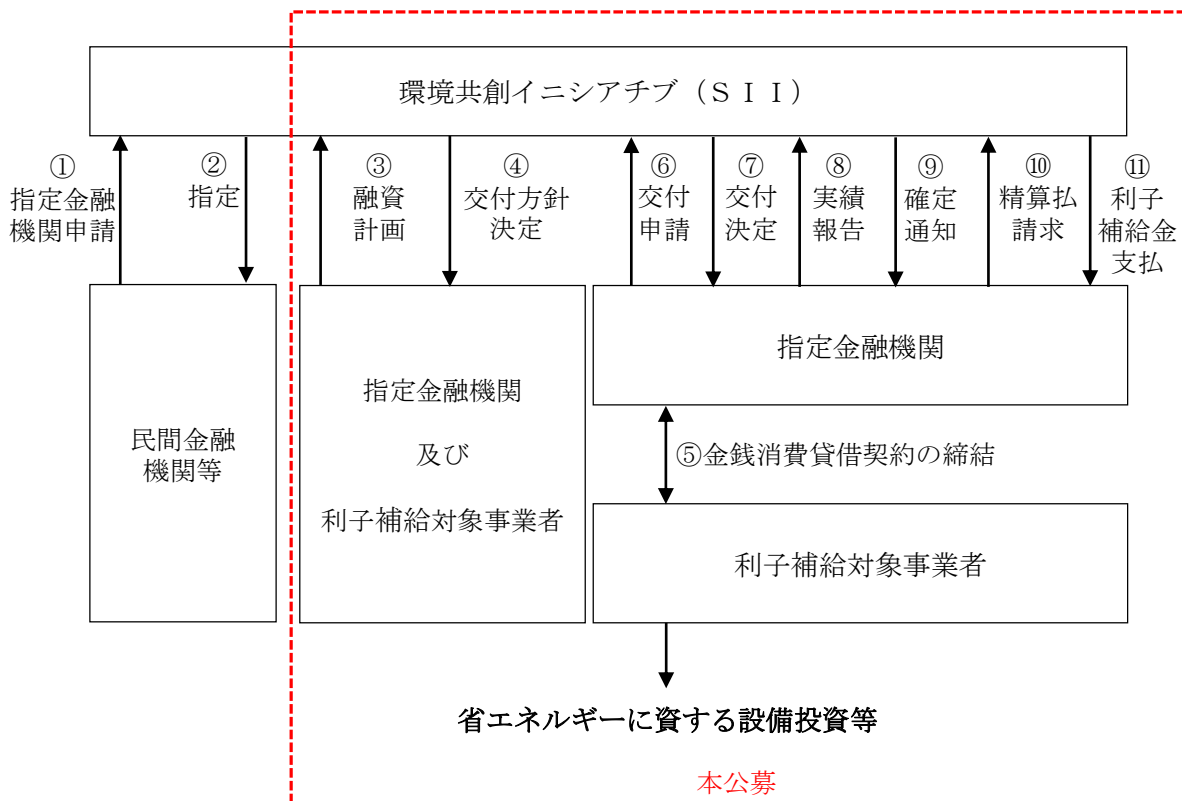 環境共創イニシアチブ（ＳＩＩ）
①
指定金融
機関申請
②
指定
③
融資
計画
④
交付方針
決定
⑥
交付
申請
⑦
交付
決定
⑧
実績
報告
⑨
確定
通知
⑩
精算払
請求
⑪
利子
補給金
支払
民間金融
機関等
指定金融機関
及び
利子補給対象事業者
指定金融機関
⑤金銭消費貸借契約の締結
利子補給対象事業者
省エネルギーに資する設備投資等
本公募